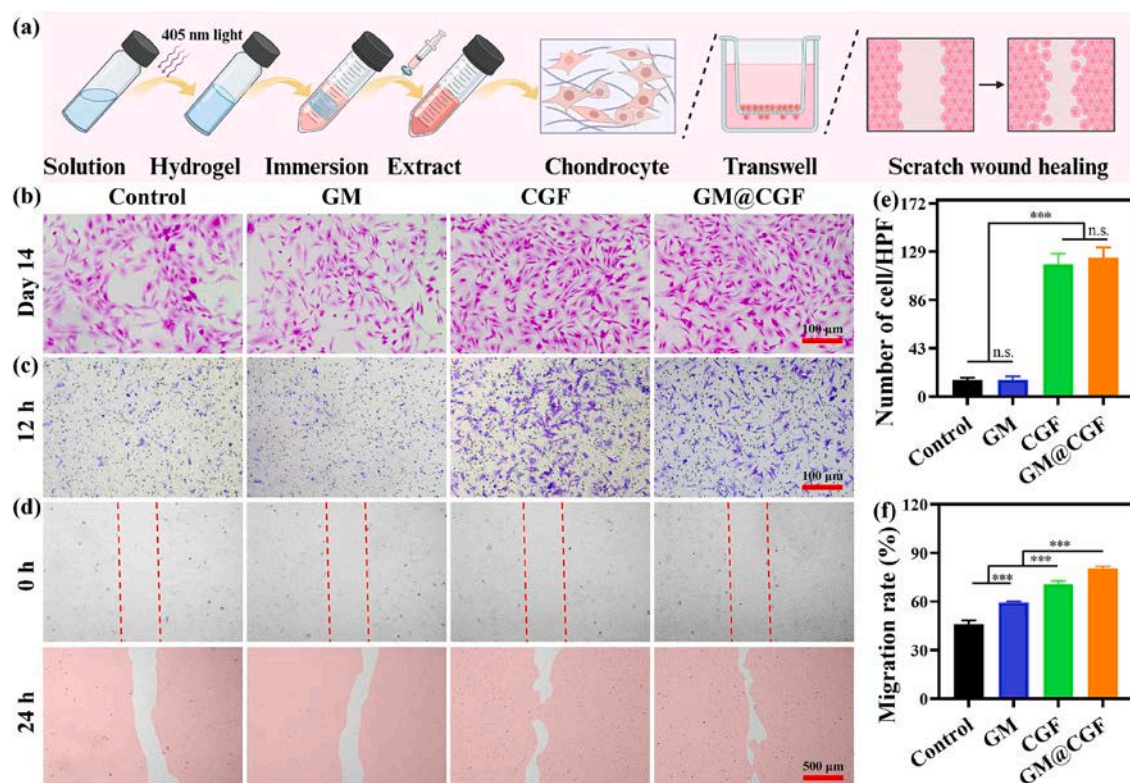 (a)
405 nm light
Solution Hydrogel Immersion Extract Chondrocyte Transwell Scratch wound healing
Control GM CGF GM@CGF
(b)
Day 14
100 μm
(c)
12 h
100 μm
(d)
0 h
24 h
500 μm
(e)
Number of cell/HPF
172
129
86
43
0
***
n.s.
n.s.
Control
GM
CGF
GM@CGF
(f)
Migration rate (%)
120
90
60
30
0
***
***
***
Control
GM
CGF
GM@CGF